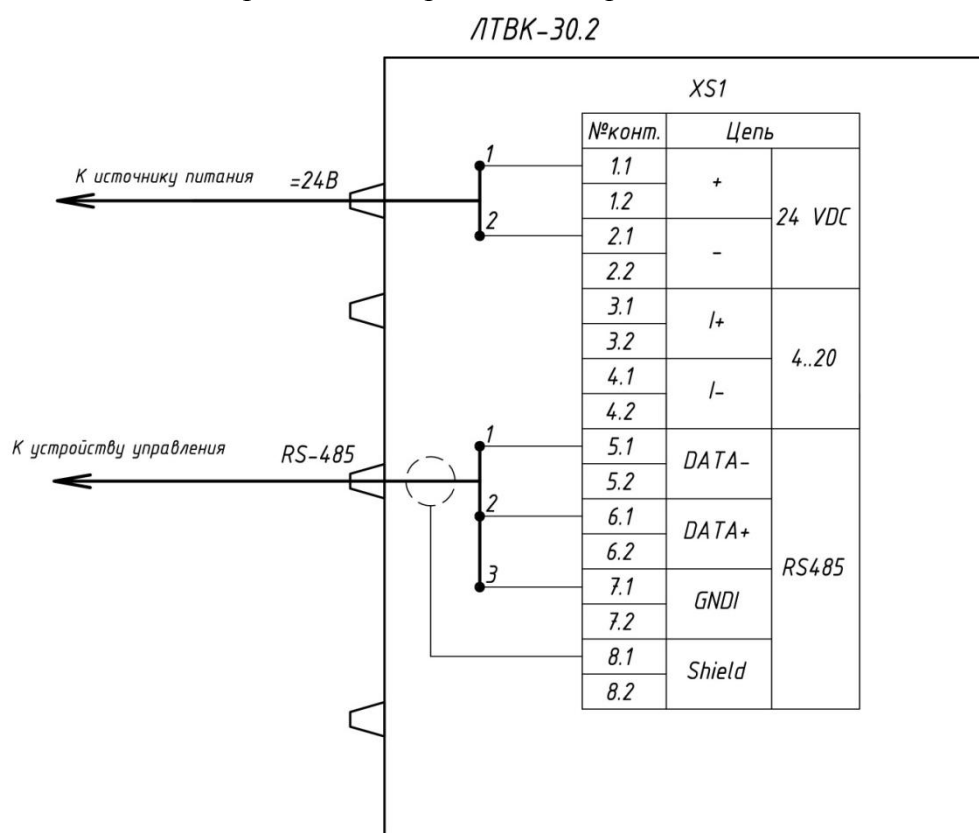 ЛТВК-30.2
XS1
№конт. Цепь
1.1 + 24 VDC
1.2
2.1 -
2.2
3.1 I+ 4..20
3.2
4.1 I-
4.2
5.1 DATA- RS485
5.2
6.1 DATA+
6.2
7.1 GNDI
7.2
8.1 Shield
8.2
К источнику питания =24В
1
2
К устройству управления RS-485
1
2
3